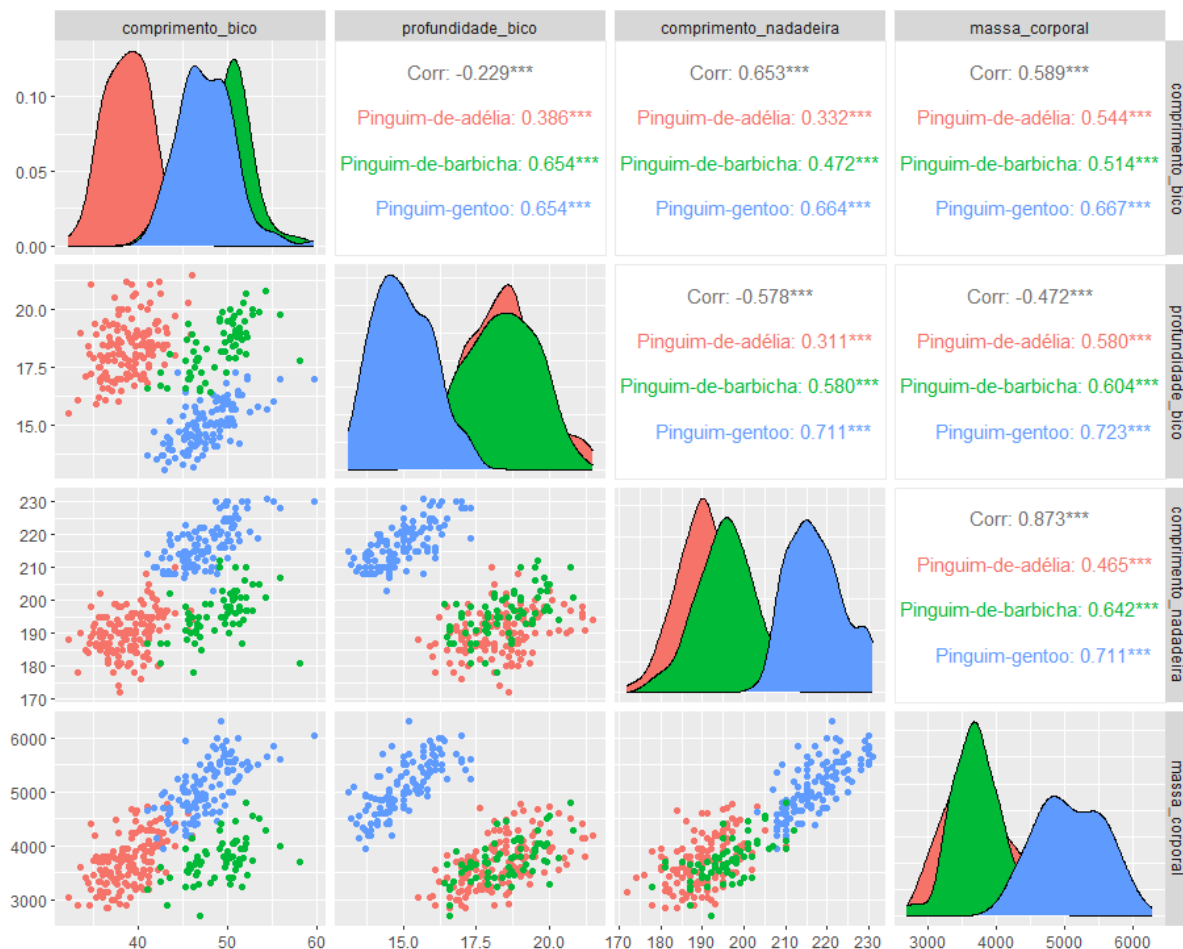 comprimento_bico
profundidade_bico
comprimento_nadadeira
massa_corporal
0.10
0.05
0.00
Corr: -0.229***
Pinguim-de-adélia: 0.386***
Pinguim-de-barbicha: 0.654***
Pinguim-gentoo: 0.654***
Corr: 0.653***
Pinguim-de-adélia: 0.332***
Pinguim-de-barbicha: 0.472***
Pinguim-gentoo: 0.664***
Corr: 0.589***
Pinguim-de-adélia: 0.544***
Pinguim-de-barbicha: 0.514***
Pinguim-gentoo: 0.667***
comprimento_bico
20.0
17.5
15.0
Corr: -0.578***
Pinguim-de-adélia: 0.311***
Pinguim-de-barbicha: 0.580***
Pinguim-gentoo: 0.711***
Corr: -0.472***
Pinguim-de-adélia: 0.580***
Pinguim-de-barbicha: 0.604***
Pinguim-gentoo: 0.723***
profundidade_bico
230
220
210
200
190
180
170
Corr: 0.873***
Pinguim-de-adélia: 0.465***
Pinguim-de-barbicha: 0.642***
Pinguim-gentoo: 0.711***
comprimento_nadadeira
6000
5000
4000
3000
massa_corporal
40 50 60
15.0 17.5 20.0
170 180 190 200 210 220 230
3000 4000 5000 6000